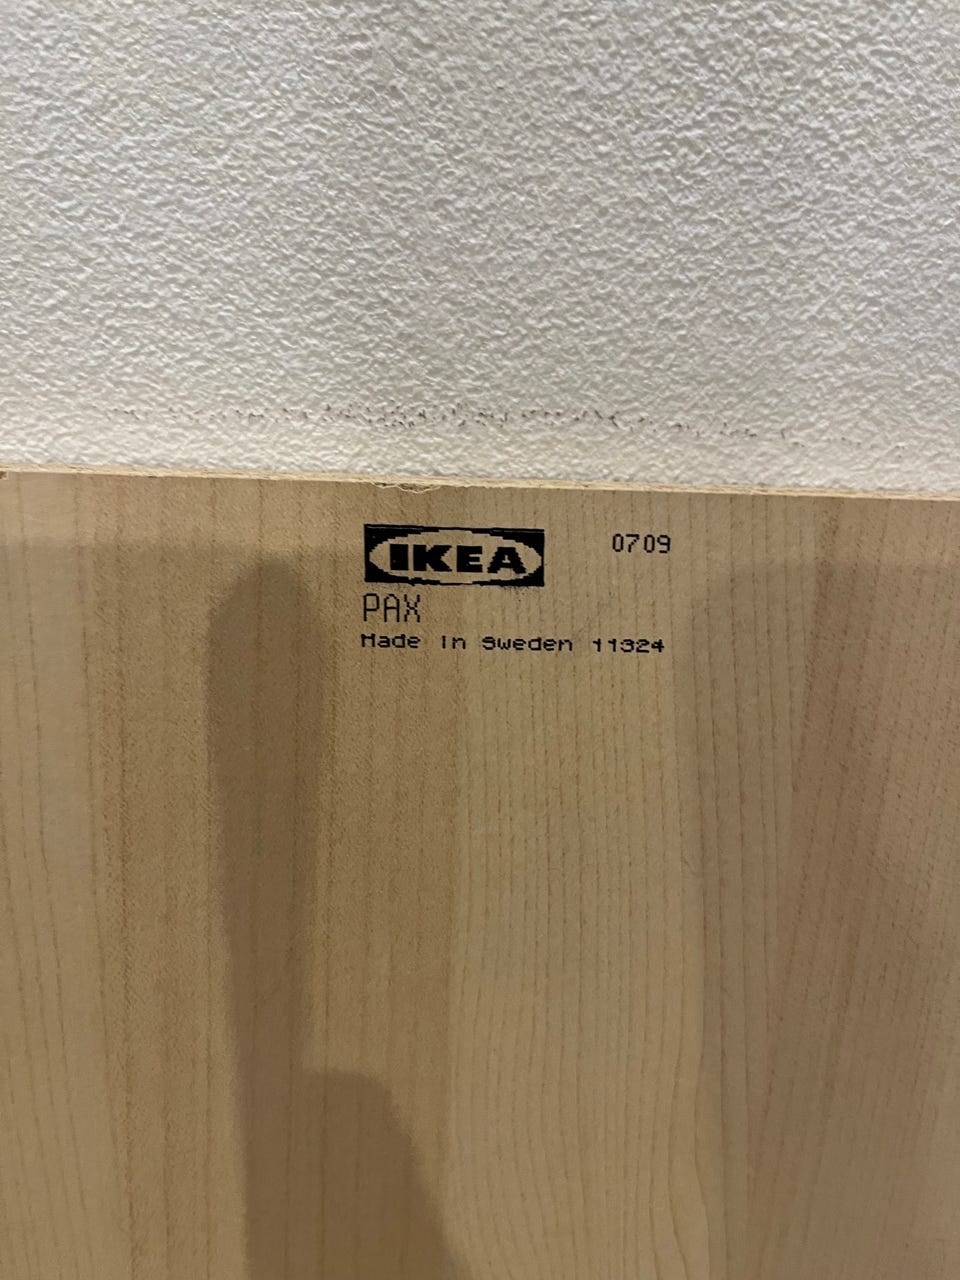 IKEA 0709
PAX
Made in Sweden 11324